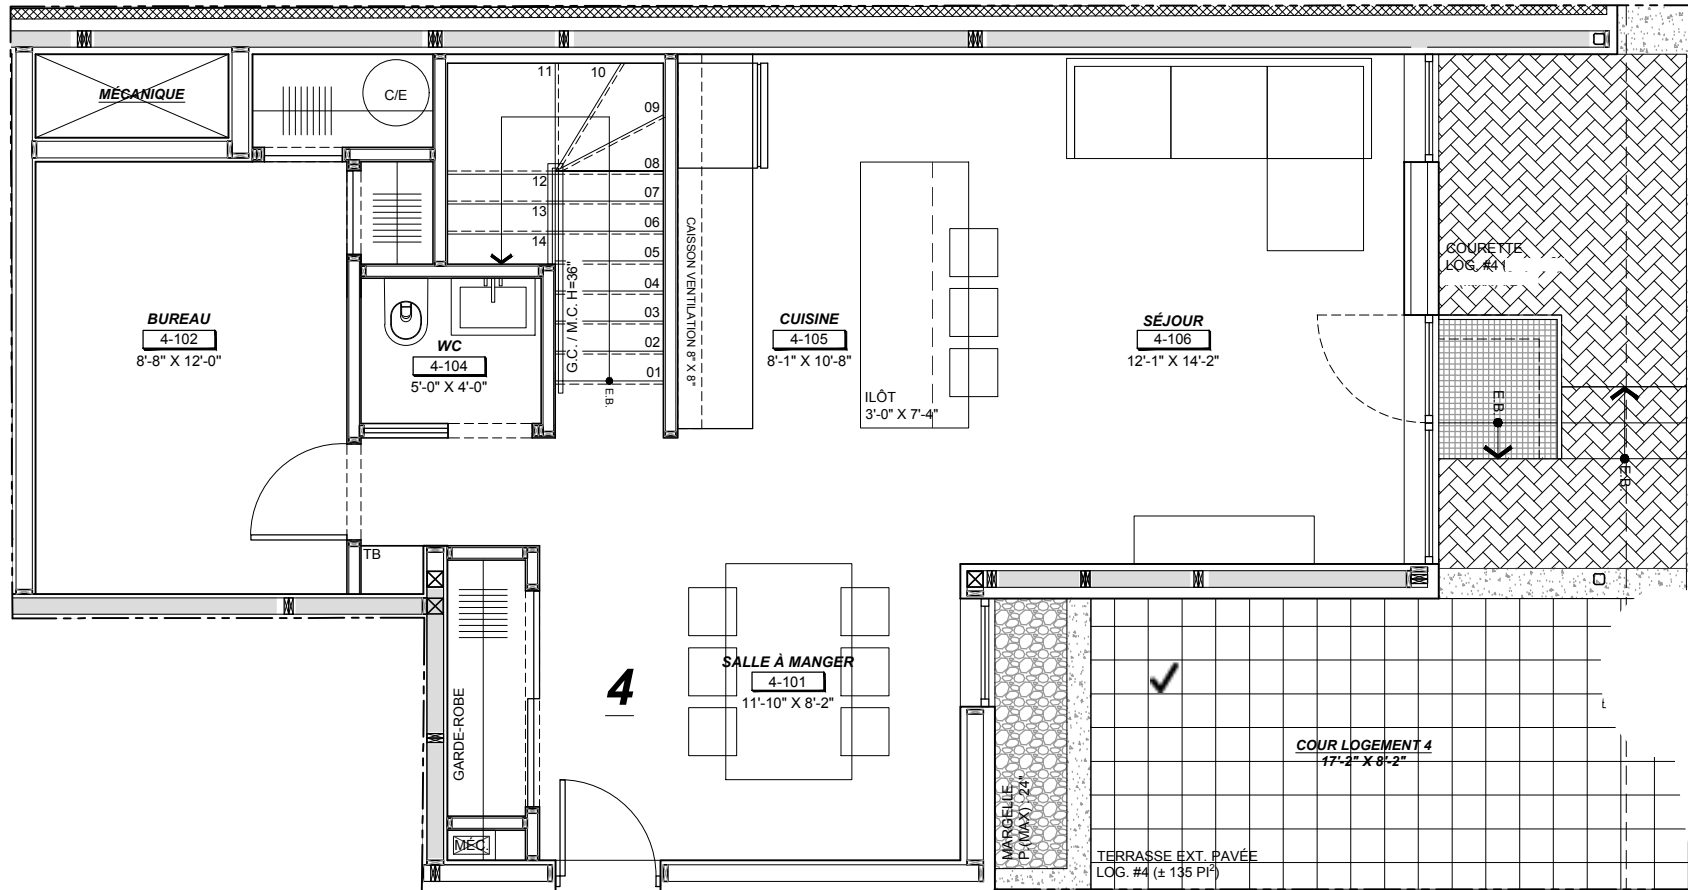 MÉCANIQUE
C/E
11
10
09
08
12
07
13
06
14
05
04
03
02
01
G.C. / M.C. H=36"
E.B.
CAISSON VENTILATION 8" X 8"
BUREAU
4-102
8'-8" X 12'-0"
WC
4-104
5'-0" X 4'-0"
CUISINE
4-105
8'-1" X 10'-8"
ILÔT
3'-0" X 7'-4"
SÉJOUR
4-106
12'-1" X 14'-2"
COURETTE
LOG. #4
E.B.
E.B.
TB
GARDE-ROBE
MÉC.
4
SALLE À MANGER
4-101
11'-10" X 8'-2"
MARGELLE
P.(MAX) : 24"
COUR LOGEMENT 4
17'-2" X 8'-2"
TERRASSE EXT. PAVÉE
LOG. #4 (± 135 PI²)